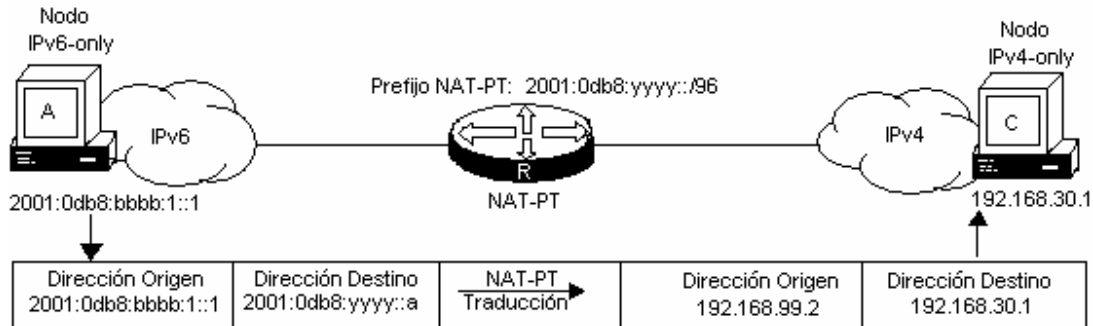 Nodo
IPv6-only
Nodo
IPv4-only
Prefijo NAT-PT: 2001:0db8:yyyy::/96
A
IPv6
R
NAT-PT
IPv4
C
2001:0db8:bbbb:1::1
192.168.30.1
Dirección Origen
2001:0db8:bbbb:1::1
Dirección Destino
2001:0db8:yyyy::a
NAT-PT
Traducción
Dirección Origen
192.168.99.2
Dirección Destino
192.168.30.1